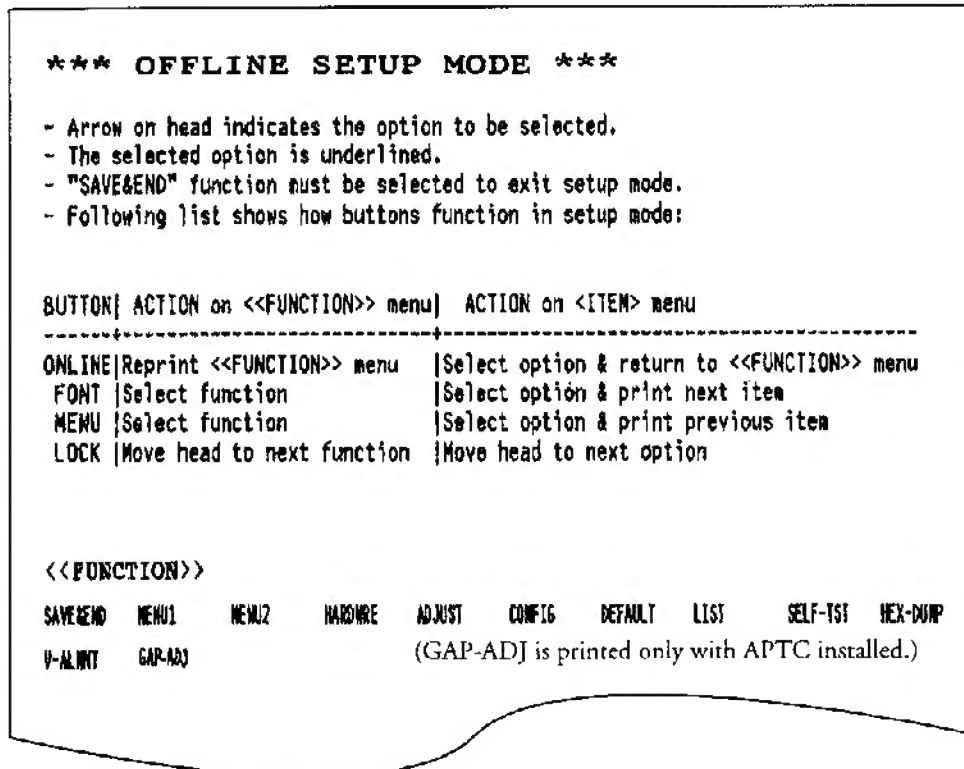 *** OFFLINE SETUP MODE ***
- Arrow on head indicates the option to be selected.
- The selected option is underlined.
- "SAVE&END" function must be selected to exit setup mode.
- Following list shows how buttons function in setup mode:
BUTTON| ACTION on <<FUNCTION>> menu| ACTION on <ITEM> menu
------+----------------------------+------------------------------------------
ONLINE|Reprint <<FUNCTION>> menu |Select option & return to <<FUNCTION>> menu
FONT |Select function |Select option & print next item
MENU |Select function |Select option & print previous item
LOCK |Move head to next function |Move head to next option
<<FUNCTION>>
SAVE&END MENU1 MENU2 HARDWRE ADJUST CONFIG DEFAULT LIST SELF-TST HEX-DUMP
V-ALMNT GAP-ADJ (GAP-ADJ is printed only with APTC installed.)